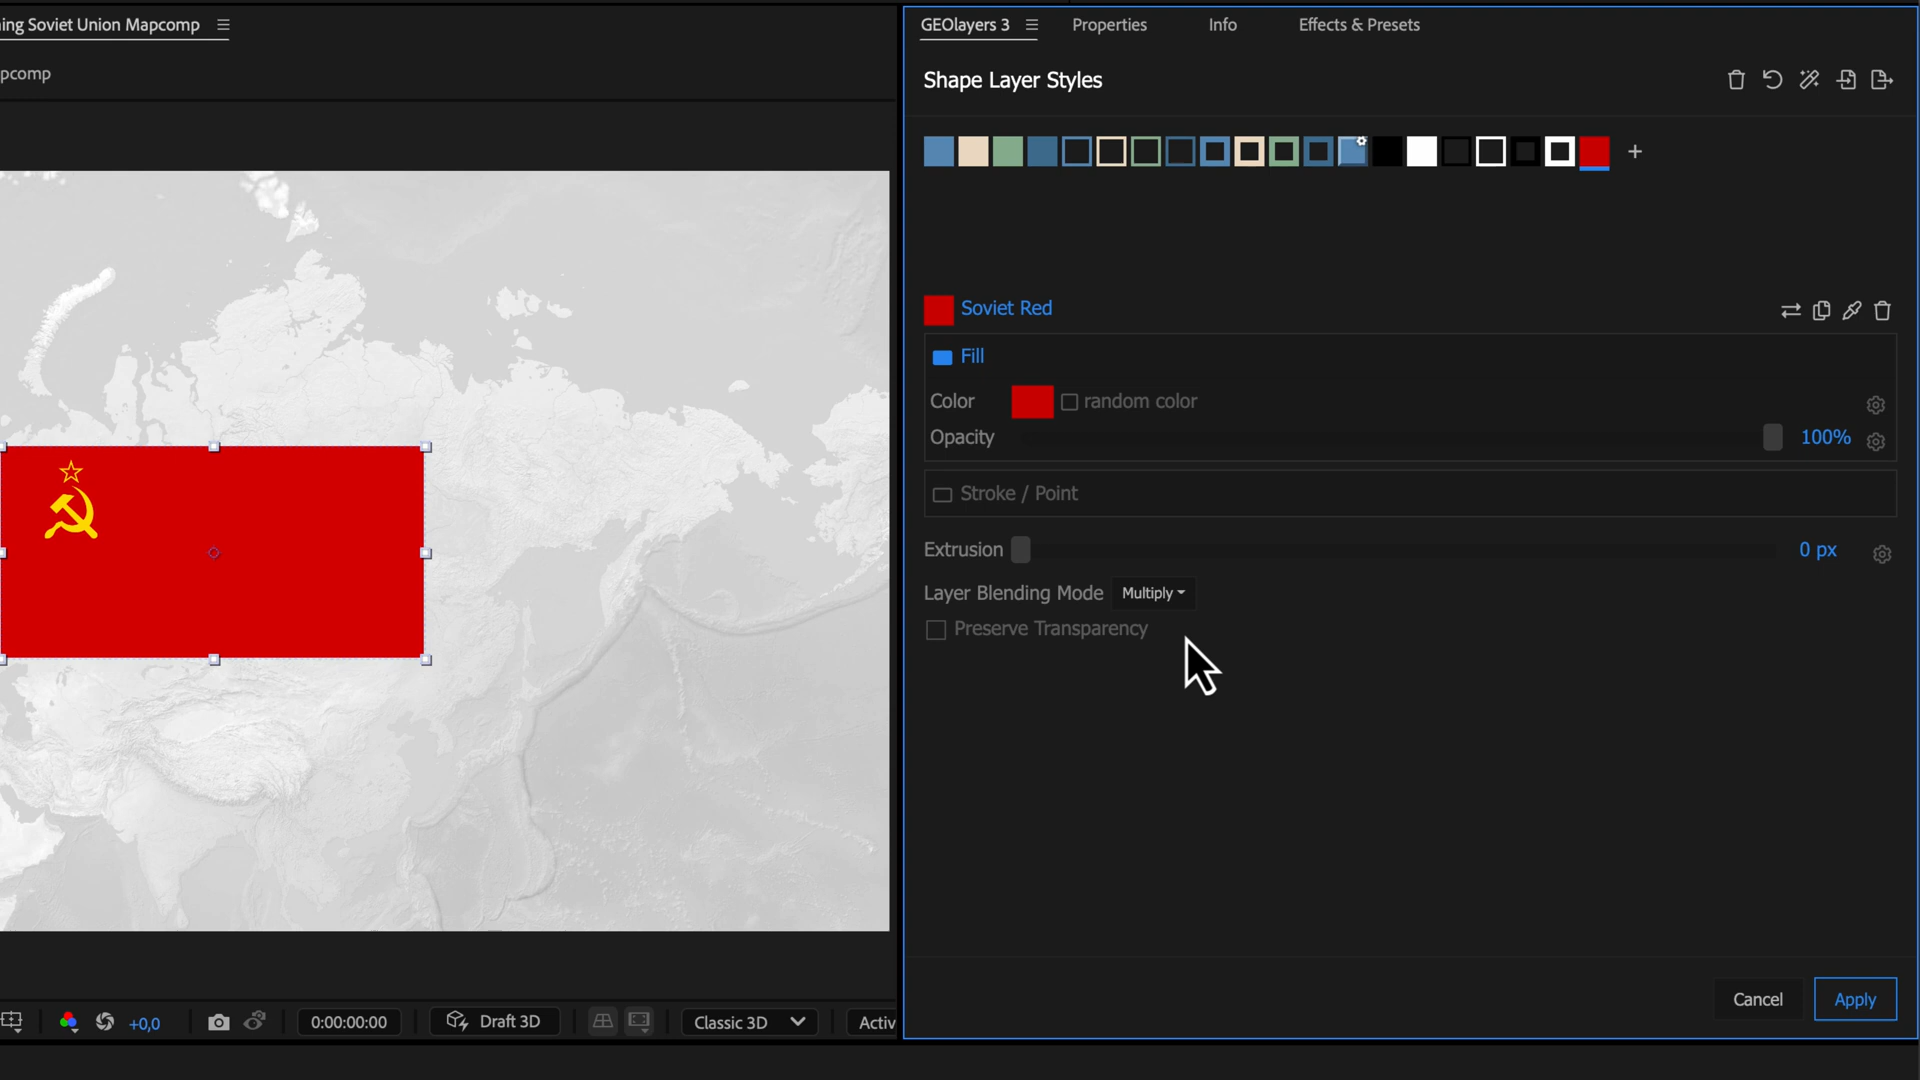 ing Soviet Union Mapcomp
pcomp
GEOlayers 3
Properties
Info
Effects & Presets
Shape Layer Styles
Soviet Red
Fill
Color
random color
Opacity
100%
Stroke / Point
Extrusion
0 px
Layer Blending Mode
Multiply
Preserve Transparency
Cancel
Apply
+0,0
0:00:00:00
Draft 3D
Classic 3D
Activ